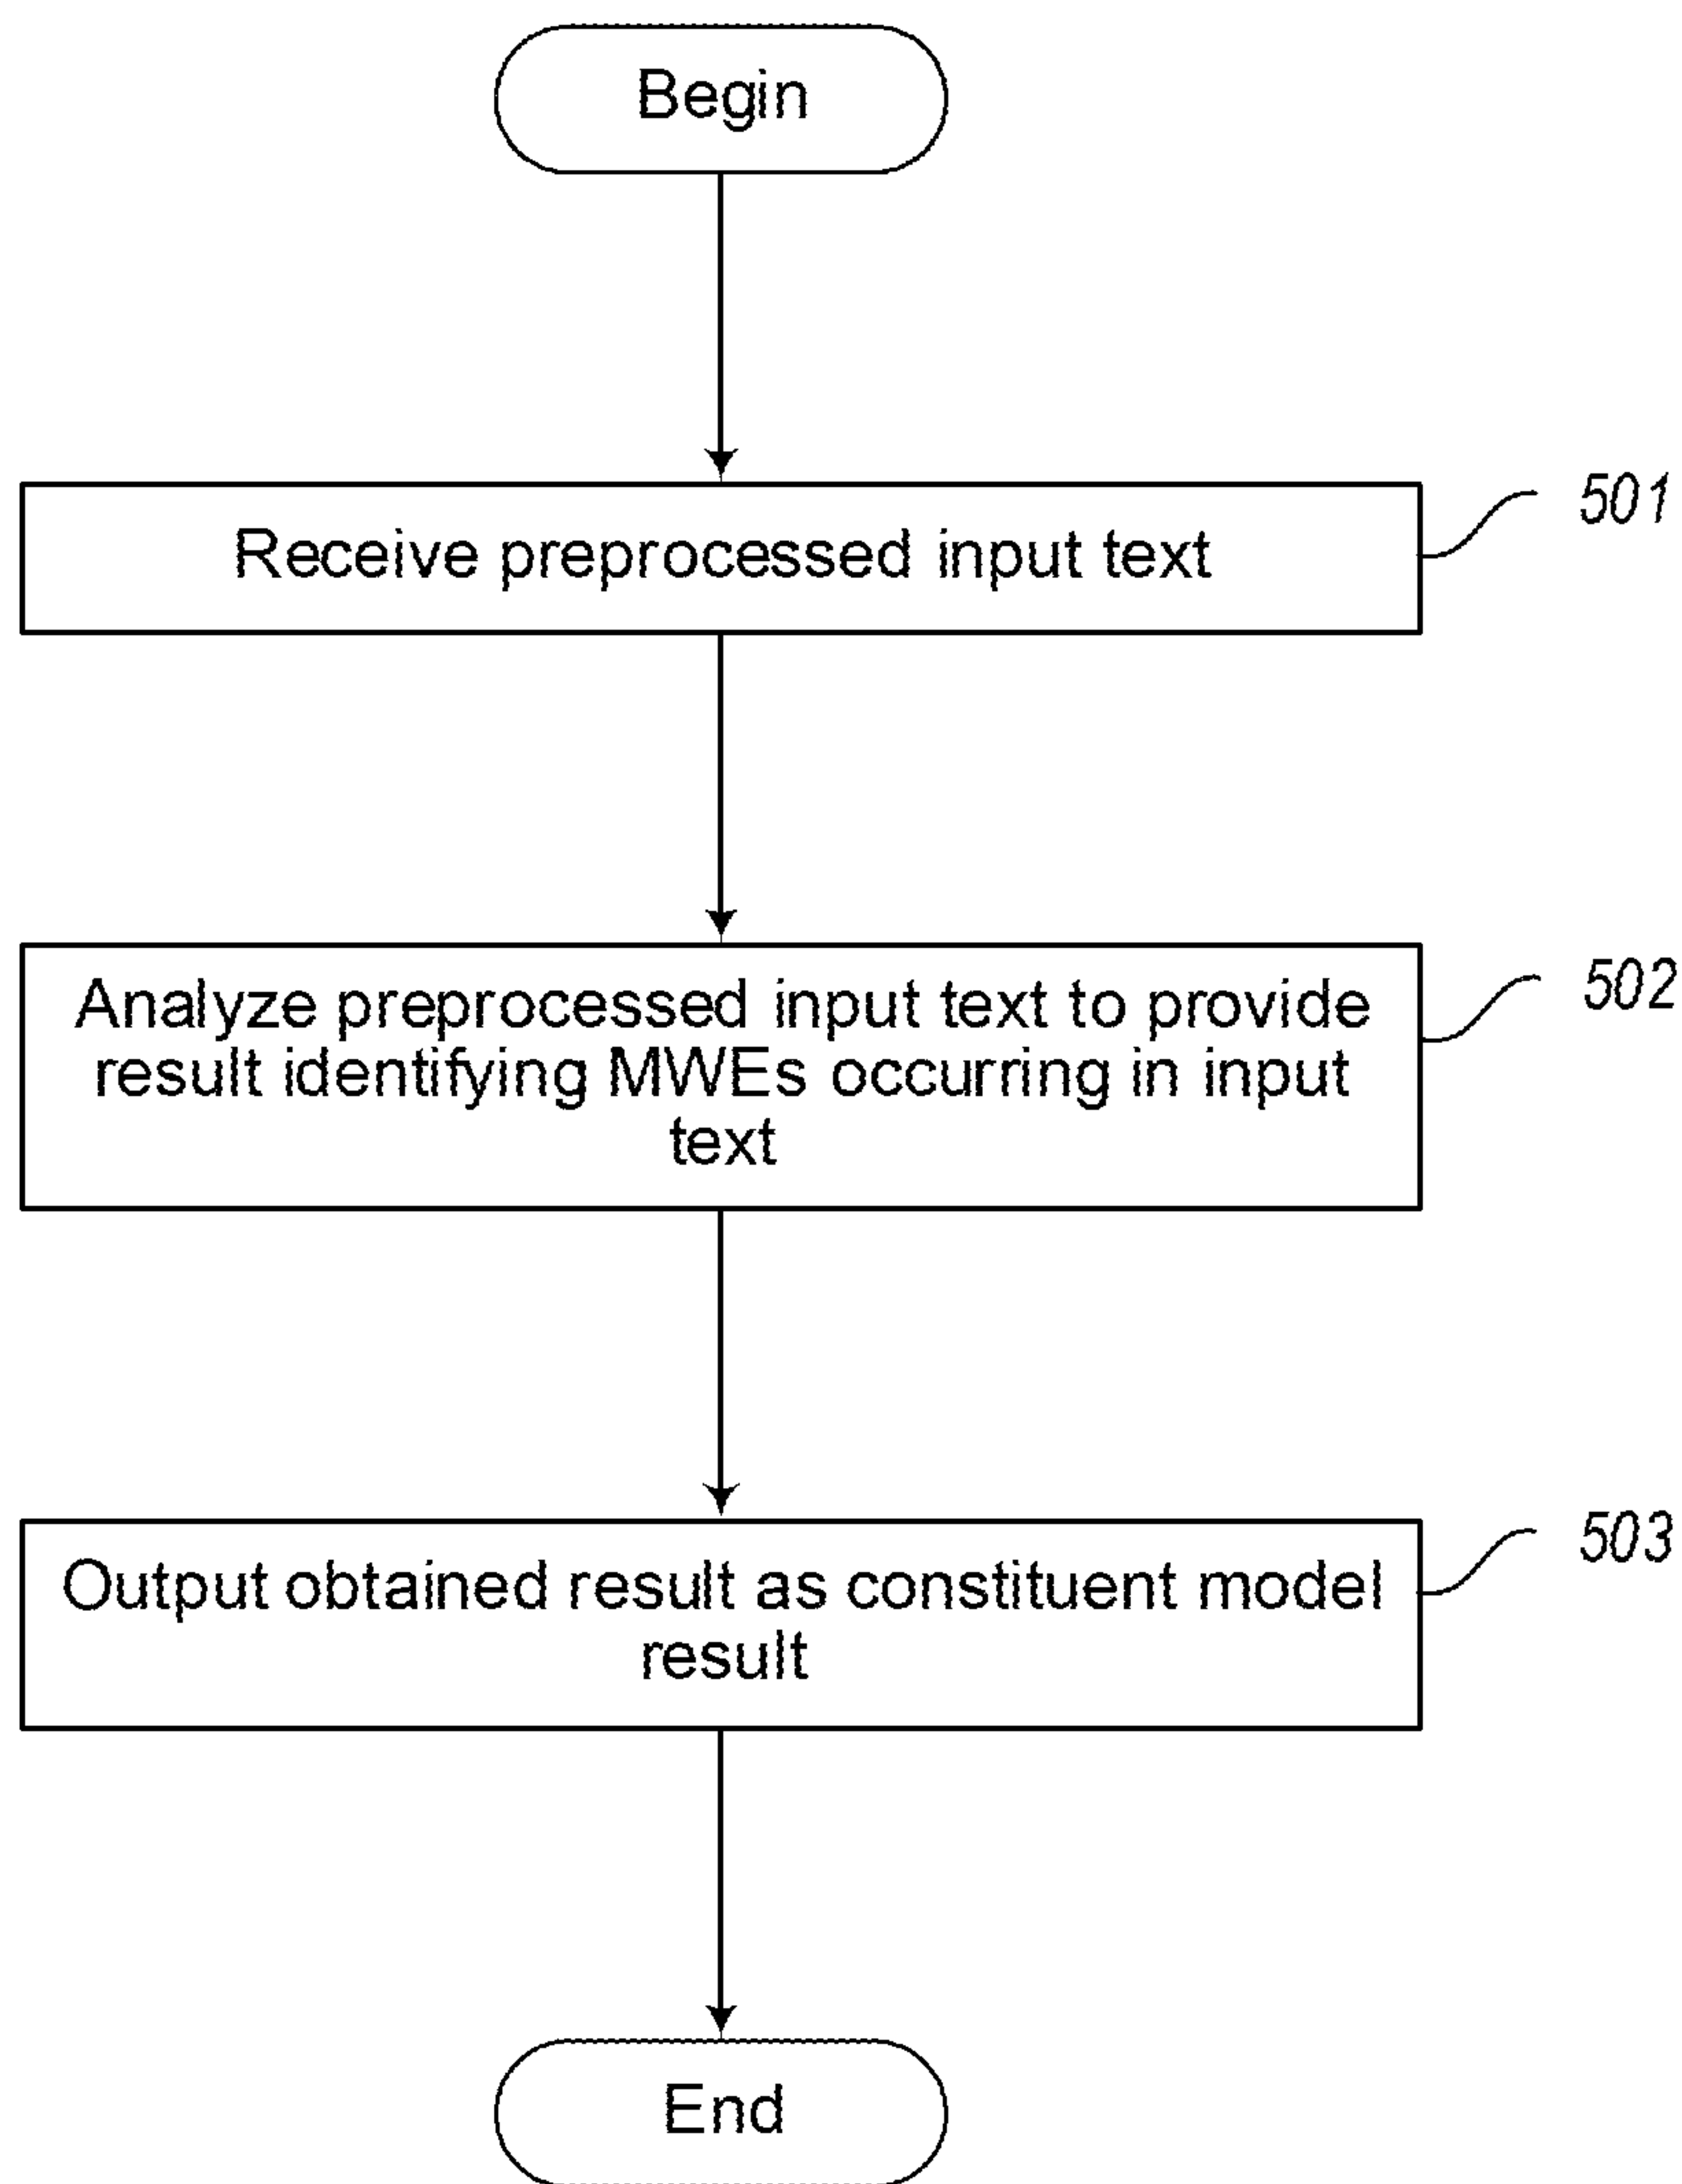 Begin
Receive preprocessed input text
501
Analyze preprocessed input text to provide
result identifying MWEs occurring in input
text
502
Output obtained result as constituent model
result
503
End